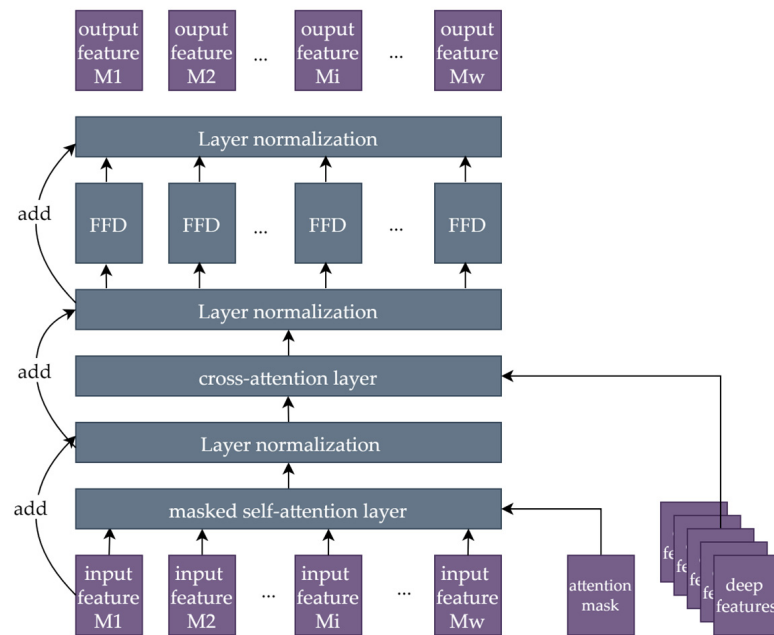 output
feature
M1
ouput
feature
M2
...
ouput
feature
Mi
...
ouput
feature
Mw
Layer normalization
add
FFD
FFD
...
FFD
...
FFD
Layer normalization
add
cross-attention layer
Layer normalization
add
masked self-attention layer
input
feature
M1
input
feature
M2
...
input
feature
Mi
...
input
feature
Mw
attention
mask
deep
features